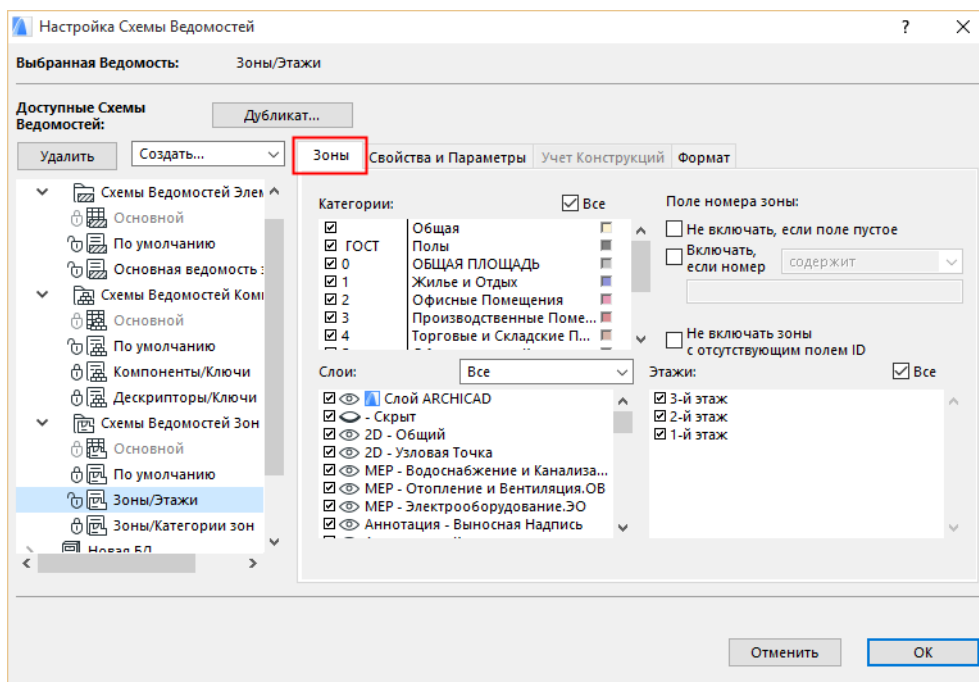 Настройка Схемы Ведомостей
?
Выбранная Ведомость: Зоны/Этажи
Доступные Схемы
Ведомостей:
Дубликат...
Удалить
Создать...
Схемы Ведомостей Элем
Основной
По умолчанию
Основная ведомость
Схемы Ведомостей Комп
Основной
По умолчанию
Компоненты/Ключи
Дескрипторы/Ключи
Схемы Ведомостей Зон
Основной
По умолчанию
Зоны/Этажи
Зоны/Категории зон
Новая БД
Зоны Свойства и Параметры Учет Конструкций Формат
Категории: Все
Общая
ГОСТ Полы
0 ОБЩАЯ ПЛОЩАДЬ
1 Жилье и Отдых
2 Офисные Помещения
3 Производственные Поме...
4 Торговые и Складские П...
Поле номера зоны:
Не включать, если поле пустое
Включать,
если номер
содержит
Не включать зоны
с отсутствующим полем ID
Слои: Все
Слой ARCHICAD
- Скрыт
2D - Общий
2D - Узловая Точка
MEP - Водоснабжение и Канализа...
MEP - Отопление и Вентиляция.ОВ
MEP - Электрооборудование.ЭО
Аннотация - Выносная Надпись
Этажи: Все
3-й этаж
2-й этаж
1-й этаж
Отменить
OK